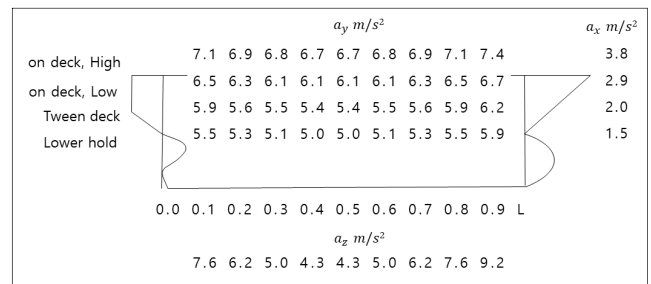 a_y m/s² a_x m/s²
on deck, High 7.1 6.9 6.8 6.7 6.7 6.8 6.9 7.1 7.4 3.8
on deck, Low 6.5 6.3 6.1 6.1 6.1 6.1 6.3 6.5 6.7 2.9
Tween deck 5.9 5.6 5.5 5.4 5.4 5.5 5.6 5.9 6.2 2.0
Lower hold 5.5 5.3 5.1 5.0 5.0 5.1 5.3 5.5 5.9 1.5
0.0 0.1 0.2 0.3 0.4 0.5 0.6 0.7 0.8 0.9 L
a_z m/s²
7.6 6.2 5.0 4.3 4.3 5.0 6.2 7.6 9.2